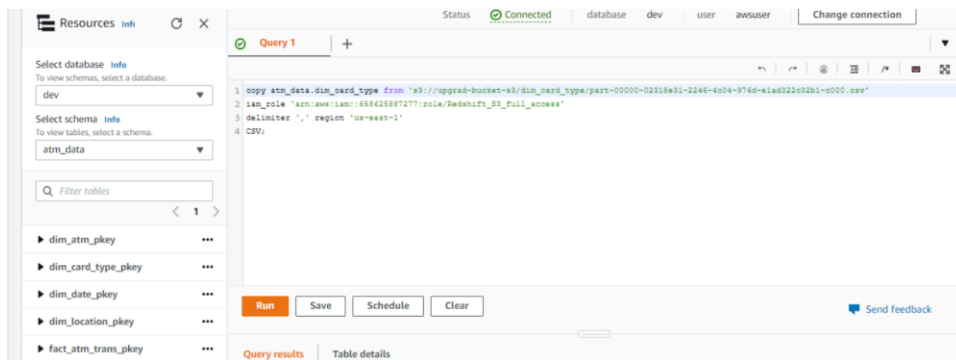 Resources Info
Status Connected database dev user awsuser Change connection
Query 1
Select database Info
To view schemas, select a database.
dev
Select schema Info
To view tables, select a schema.
atm_data
Filter tables
1
dim_atm_pkey
dim_card_type_pkey
dim_date_pkey
dim_location_pkey
fact_atm_trans_pkey
1 copy atm_data.dim_card_type from 's3://upgrad-bucket-s3/dim_card_type/part-00000-02319e31-2246-4c04-976d-e1ad322c32b1-c000.csv'
2 iam_role 'arn:aws:iam::658625887277:role/Redshift_S3_full_access'
3 delimiter ',' region 'us-east-1'
4 CSV;
Run Save Schedule Clear
Send feedback
Query results Table details